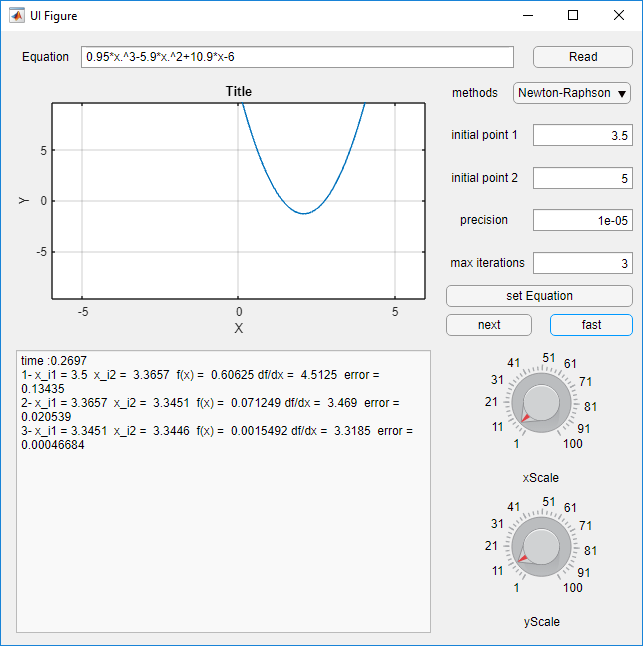 UI Figure
Equation 0.95*x.^3-5.9*x.^2+10.9*x-6 Read
methods Newton-Raphson
Title
initial point 1 3.5
5
initial point 2 5
Y
0
precision 1e-05
-5
max iterations 3
set Equation
-5 0 5
X
next fast
time :0.2697
1- x_i1 = 3.5  x_i2 =  3.3657  f(x) =  0.60625 df/dx =  4.5125  error =
0.13435
2- x_i1 = 3.3657  x_i2 =  3.3451  f(x) =  0.071249 df/dx =  3.469  error =
0.020539
3- x_i1 = 3.3451  x_i2 =  3.3446  f(x) =  0.0015492 df/dx =  3.3185  error =
0.00046684
41 51 61
31 71
21 81
11 91
1 100
xScale
41 51 61
31 71
21 81
11 91
1 100
yScale